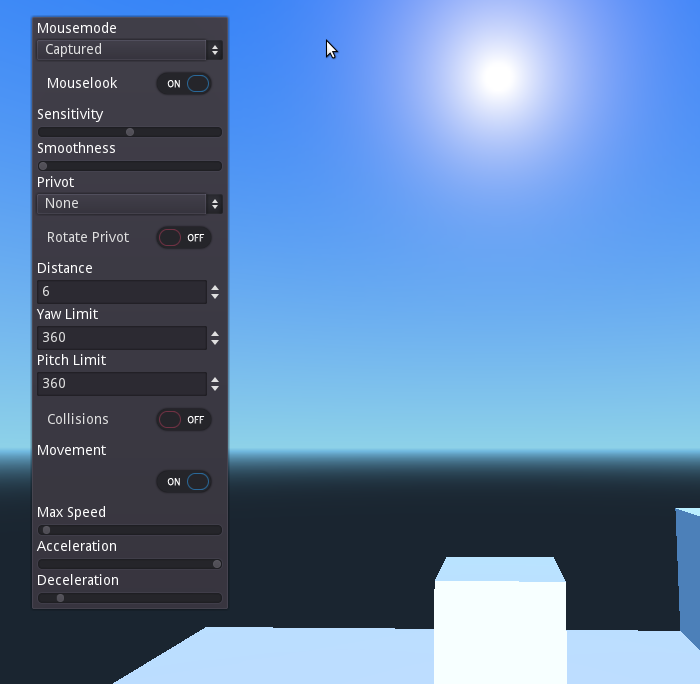 Mousemode
Captured
Mouselook ON
Sensitivity
Smoothness
Privot
None
Rotate Privot OFF
Distance
6
Yaw Limit
360
Pitch Limit
360
Collisions OFF
Movement
ON
Max Speed
Acceleration
Deceleration